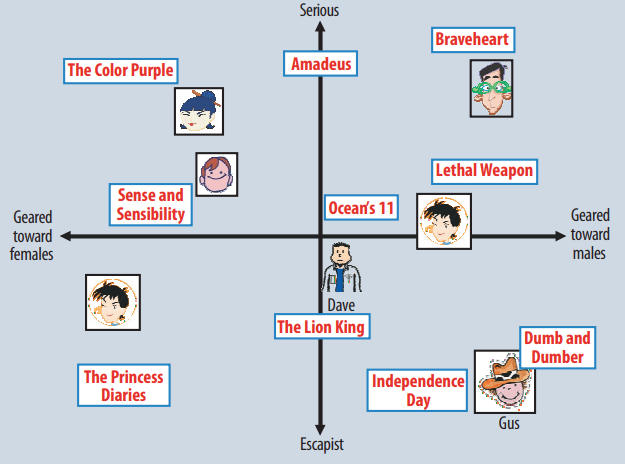 Serious
Braveheart
Amadeus
The Color Purple
Lethal Weapon
Sense and
Sensibility
Ocean's 11
Geared
toward
females
Geared
toward
males
Dave
The Lion King
Dumb and
Dumber
The Princess
Diaries
Independence
Day
Gus
Escapist